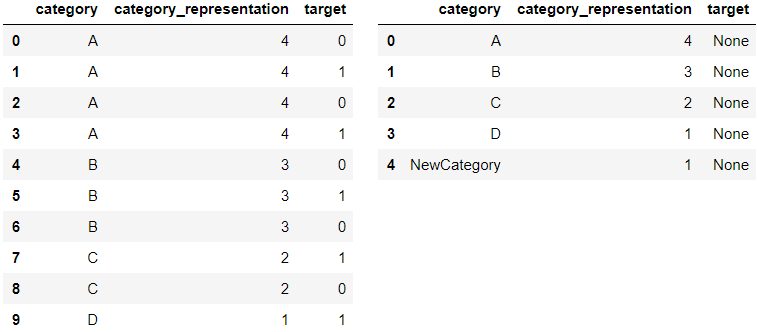 category category_representation target
0 A 4 0
1 A 4 1
2 A 4 0
3 A 4 1
4 B 3 0
5 B 3 1
6 B 3 0
7 C 2 1
8 C 2 0
9 D 1 1
category category_representation target
0 A 4 None
1 B 3 None
2 C 2 None
3 D 1 None
4 NewCategory 1 None